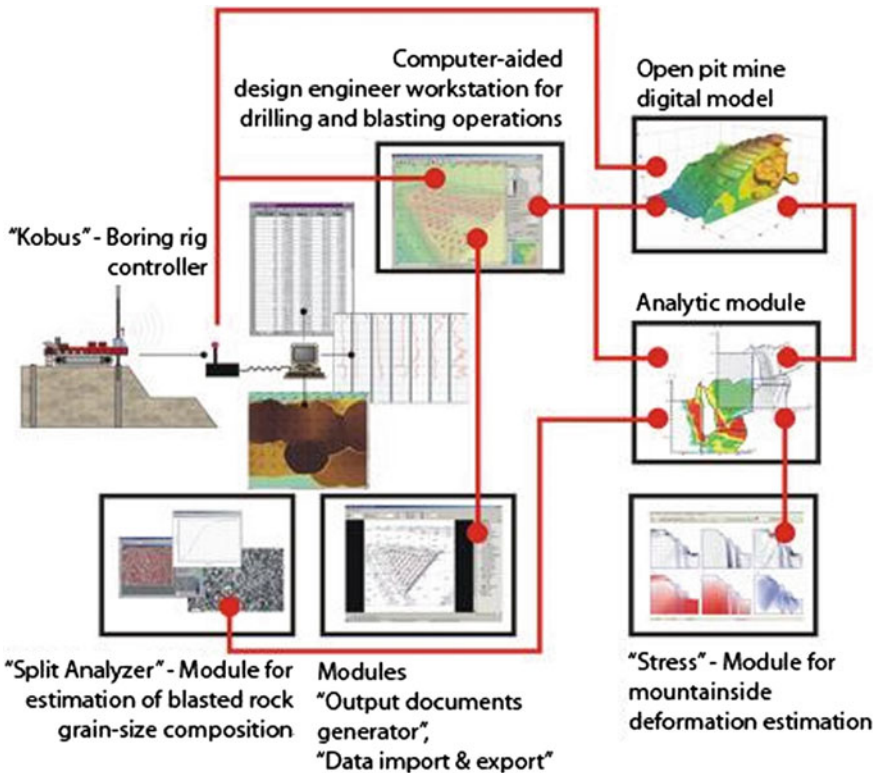 Computer-aided
design engineer workstation for
drilling and blasting operations
Open pit mine
digital model
“Kobus” - Boring rig
controller
Analytic module
“Split Analyzer” - Module for
estimation of blasted rock
grain-size composition
Modules
“Output documents
generator”,
“Data import & export”
“Stress” - Module for
mountainside
deformation estimation